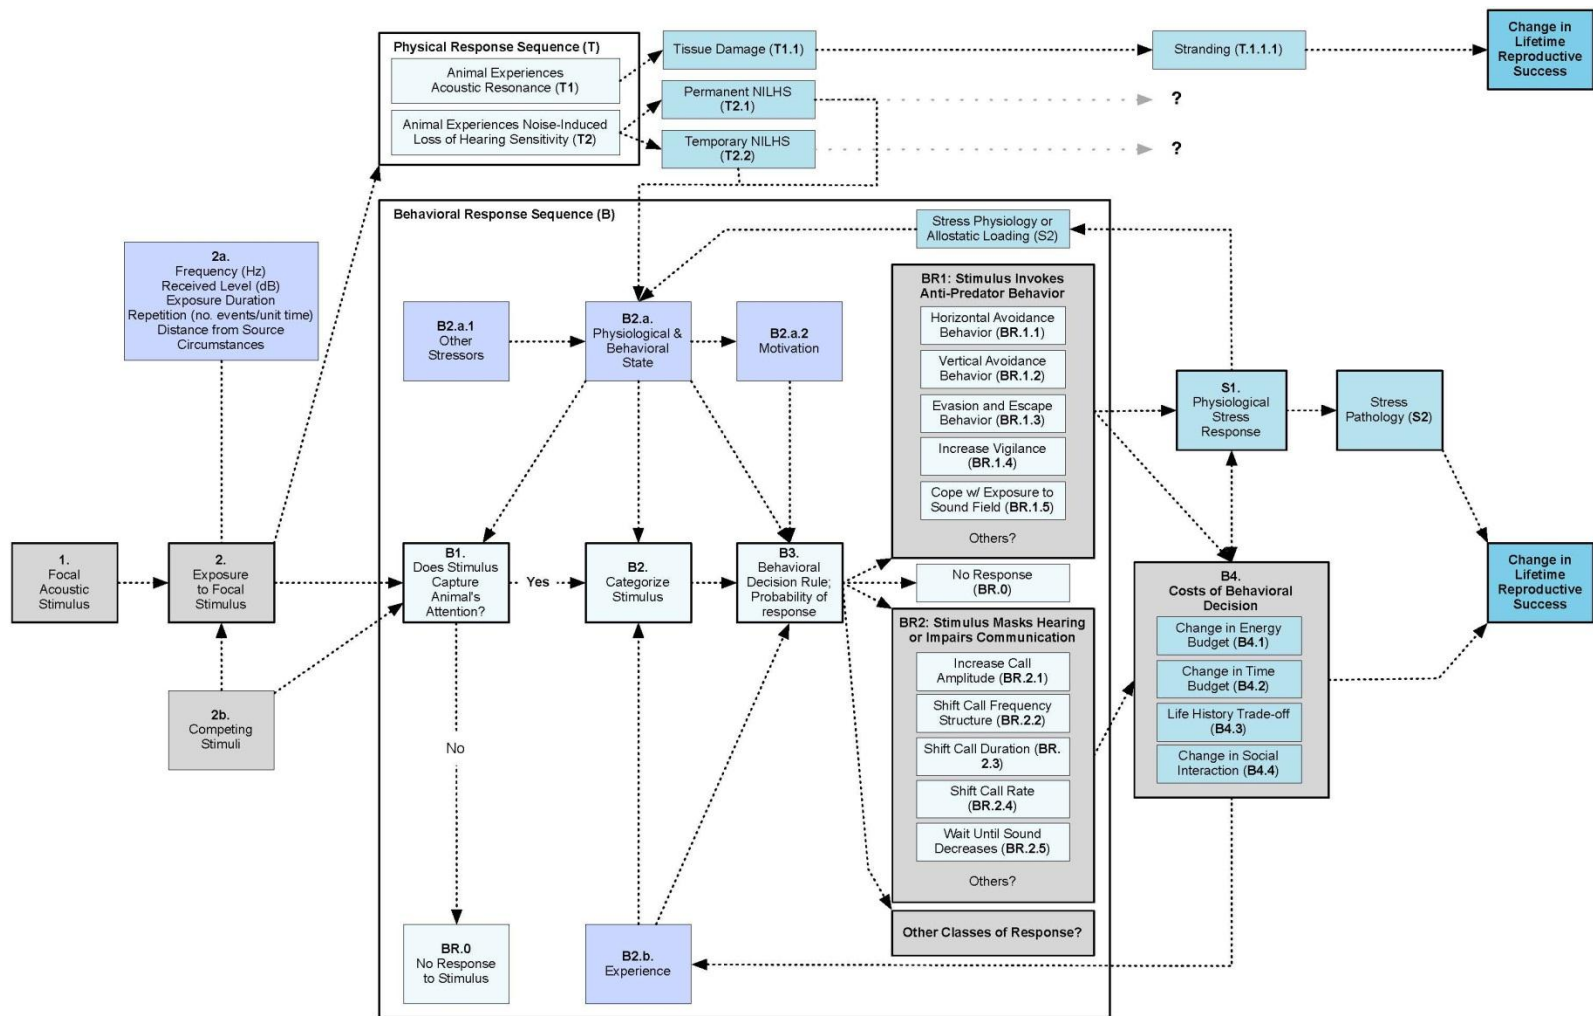 Physical Response Sequence (T)
Animal Experiences
Acoustic Resonance (T1)
Animal Experiences Noise-Induced
Loss of Hearing Sensitivity (T2)
Tissue Damage (T1.1)
Permanent NILHS
(T2.1)
Temporary NILHS
(T2.2)
Stranding (T.1.1.1)
?
?
Change in
Lifetime
Reproductive
Success
Behavioral Response Sequence (B)
2a.
Frequency (Hz)
Received Level (dB)
Exposure Duration
Repetition (no. events/unit time)
Distance from Source
Circumstances
1.
Focal
Acoustic
Stimulus
2.
Exposure
to Focal
Stimulus
2b.
Competing
Stimuli
B2.a.1
Other
Stressors
B2.a.
Physiological &
Behavioral
State
B2.a.2
Motivation
Stress Physiology or
Allostatic Loading (S2)
B1.
Does Stimulus
Capture
Animal's
Attention?
Yes
No
B2.
Categorize
Stimulus
B3.
Behavioral
Decision Rule;
Probability of
response
BR.0
No Response
to Stimulus
B2.b.
Experience
BR1: Stimulus Invokes
Anti-Predator Behavior
Horizontal Avoidance
Behavior (BR.1.1)
Vertical Avoidance
Behavior (BR.1.2)
Evasion and Escape
Behavior (BR.1.3)
Increase Vigilance
(BR.1.4)
Cope w/ Exposure to
Sound Field (BR.1.5)
Others?
No Response
(BR.0)
BR2: Stimulus Masks Hearing
or Impairs Communication
Increase Call
Amplitude (BR.2.1)
Shift Call Frequency
Structure (BR.2.2)
Shift Call Duration (BR.
2.3)
Shift Call Rate
(BR.2.4)
Wait Until Sound
Decreases (BR.2.5)
Others?
Other Classes of Response?
S1.
Physiological
Stress
Response
Stress
Pathology (S2)
B4.
Costs of Behavioral
Decision
Change in Energy
Budget (B4.1)
Change in Time
Budget (B4.2)
Life History Trade-off
(B4.3)
Change in Social
Interaction (B4.4)
Change in
Lifetime
Reproductive
Success